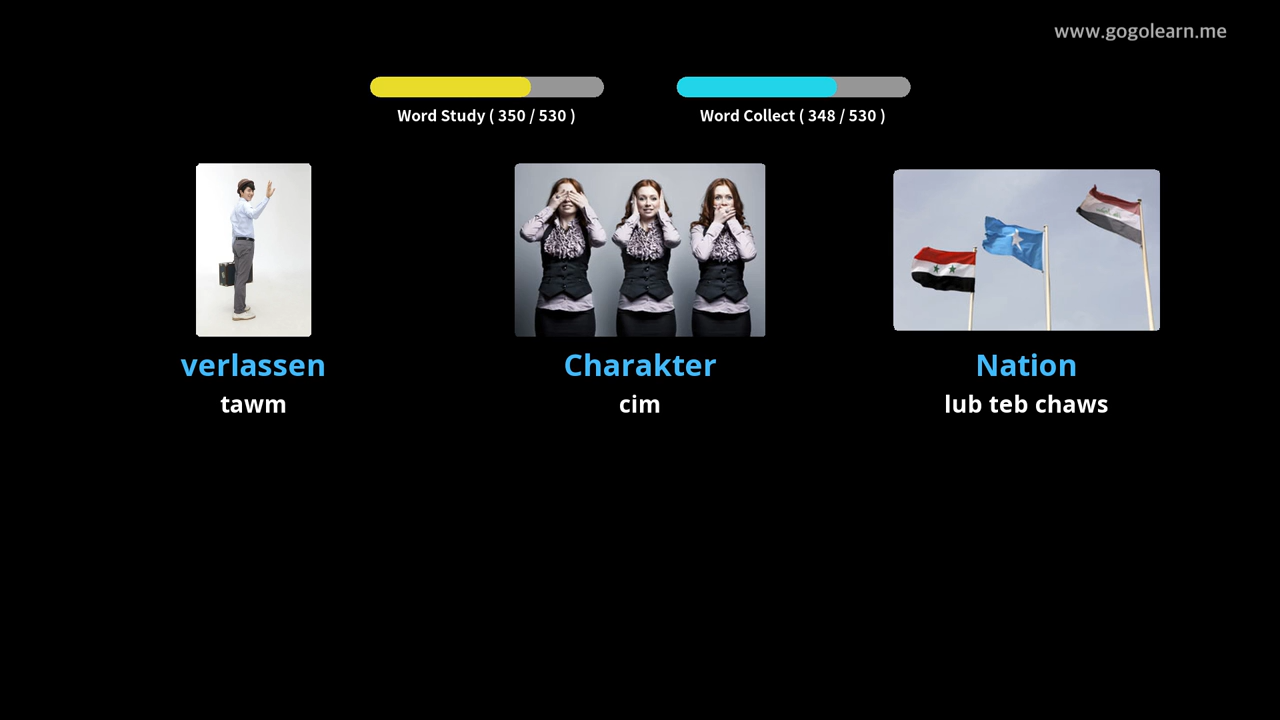 www.gogolearn.me
Word Study ( 350 / 530 )
Word Collect ( 348 / 530 )
verlassen
tawm
Charakter
cim
Nation
lub teb chaws